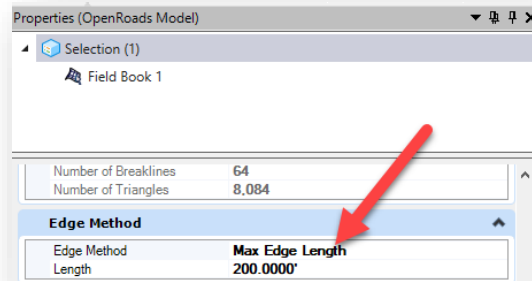 Properties (OpenRoads Model)
Selection (1)
Field Book 1
Number of Breaklines 64
Number of Triangles 8,084
Edge Method
Edge Method Max Edge Length
Length 200.0000'